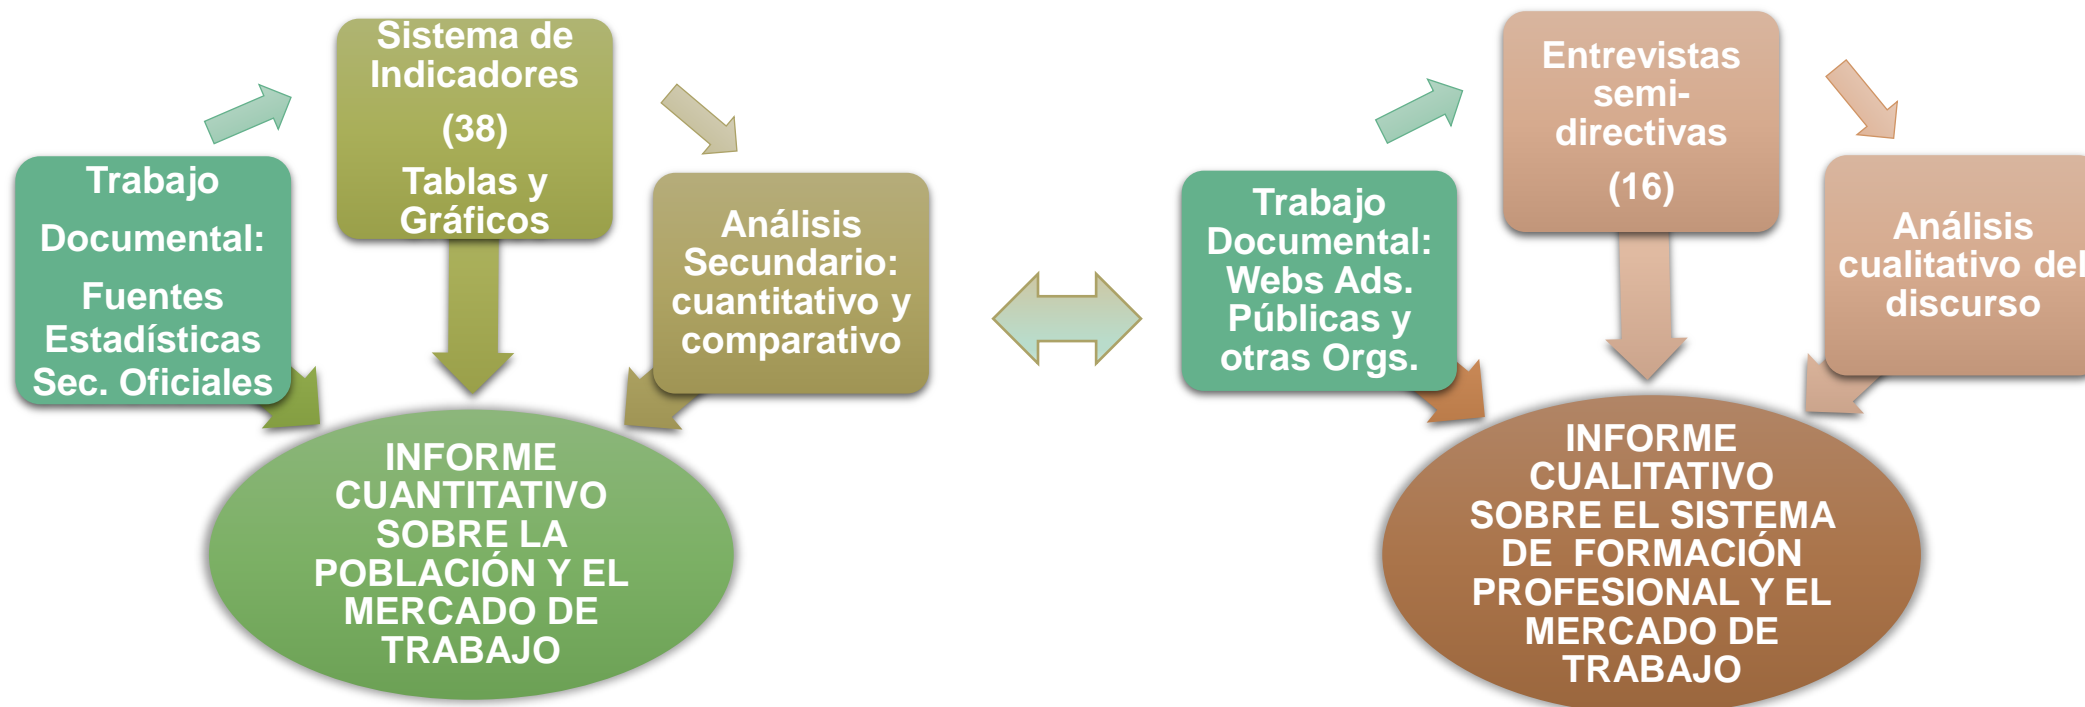 Trabajo
Documental:
Fuentes
Estadísticas
Sec. Oficiales
Sistema de
Indicadores
(38)
Tablas y
Gráficos
Análisis
Secundario:
cuantitativo y
comparativo
INFORME
CUANTITATIVO
SOBRE LA
POBLACIÓN Y EL
MERCADO DE
TRABAJO
Trabajo
Documental:
Webs Ads.
Públicas y
otras Orgs.
Entrevistas
semi-
directivas
(16)
Análisis
cualitativo del
discurso
INFORME
CUALITATIVO
SOBRE EL SISTEMA
DE FORMACIÓN
PROFESIONAL Y EL
MERCADO DE
TRABAJO